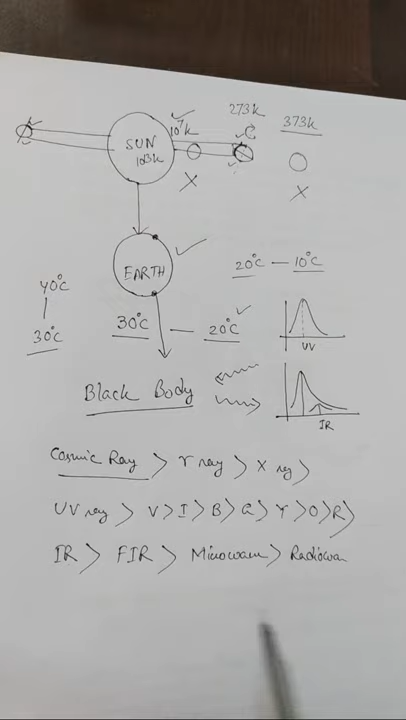 273k
373k
10⁷k
SUN
10³k
X
X
EARTH
20°C — 10°C
40°C
30°C
30°C — 20°C
UV
Black Body
IR
Cosmic Ray > γ ray > X ray >
UV ray > V > I > B > G > Y > O > R >
IR > FIR > Microwave > Radiowav